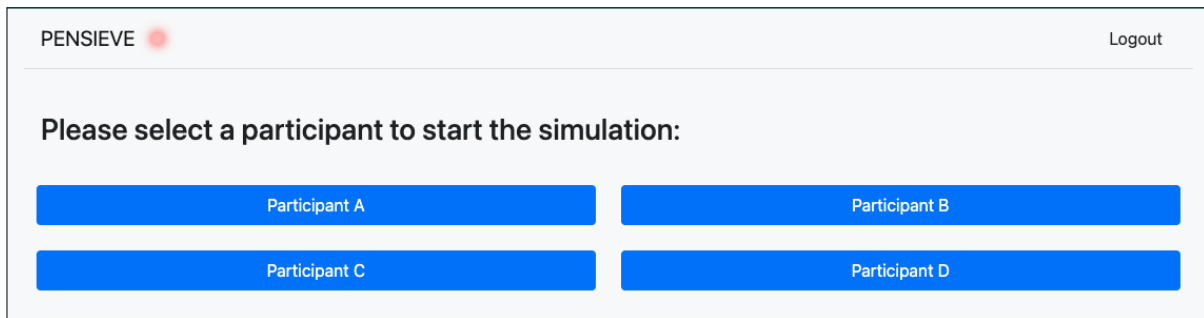 PENSIEVE
Logout
Please select a participant to start the simulation:
Participant A
Participant B
Participant C
Participant D